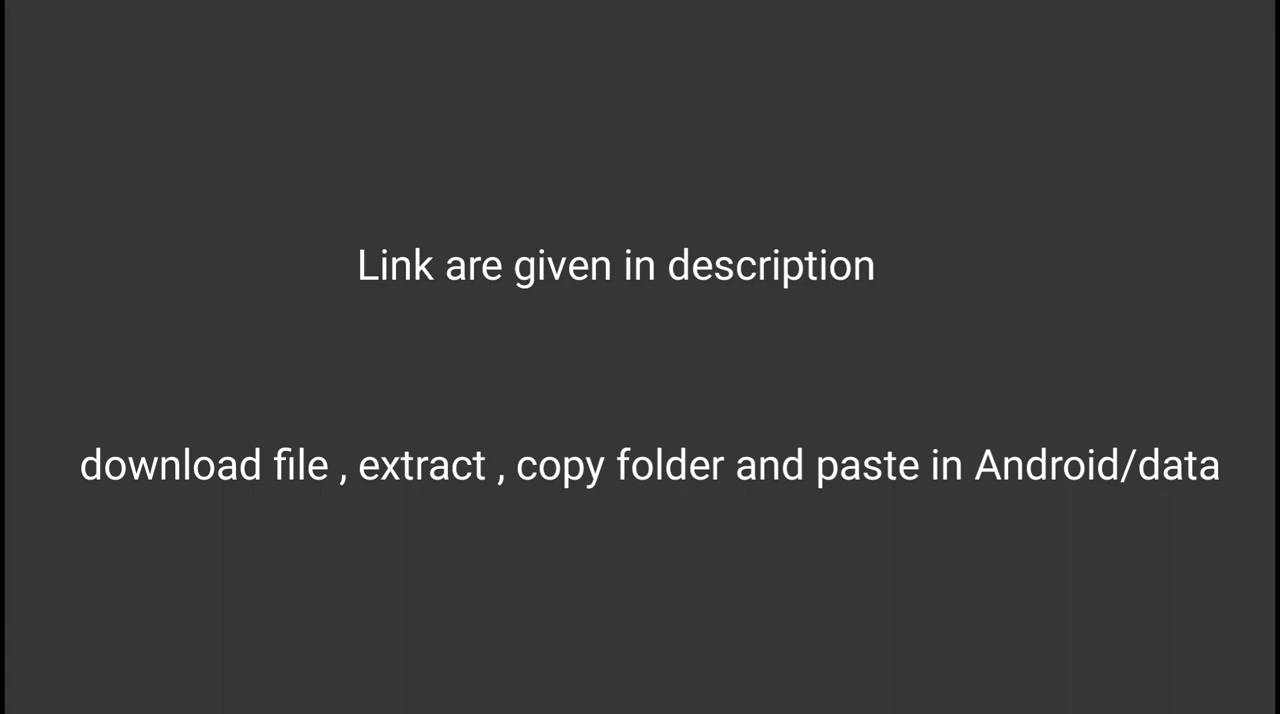 Link are given in description
download file , extract , copy folder and paste in Android/data